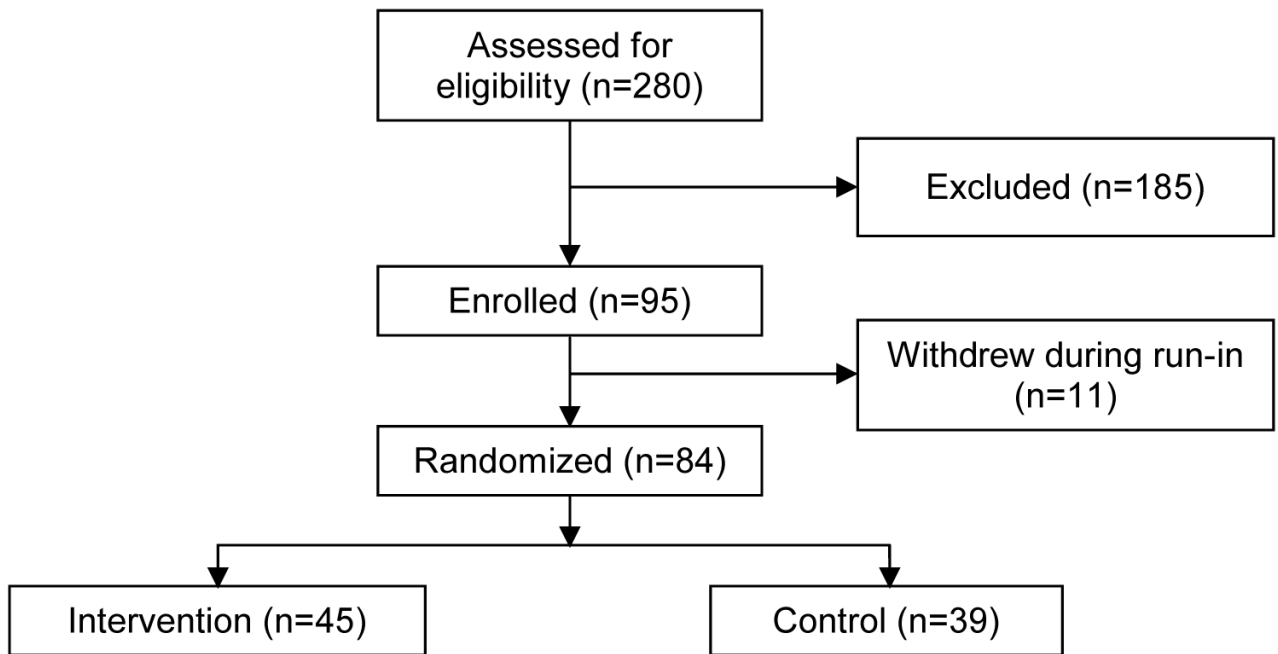 Assessed for
eligibility (n=280)
Excluded (n=185)
Enrolled (n=95)
Withdrew during run-in
(n=11)
Randomized (n=84)
Intervention (n=45)
Control (n=39)